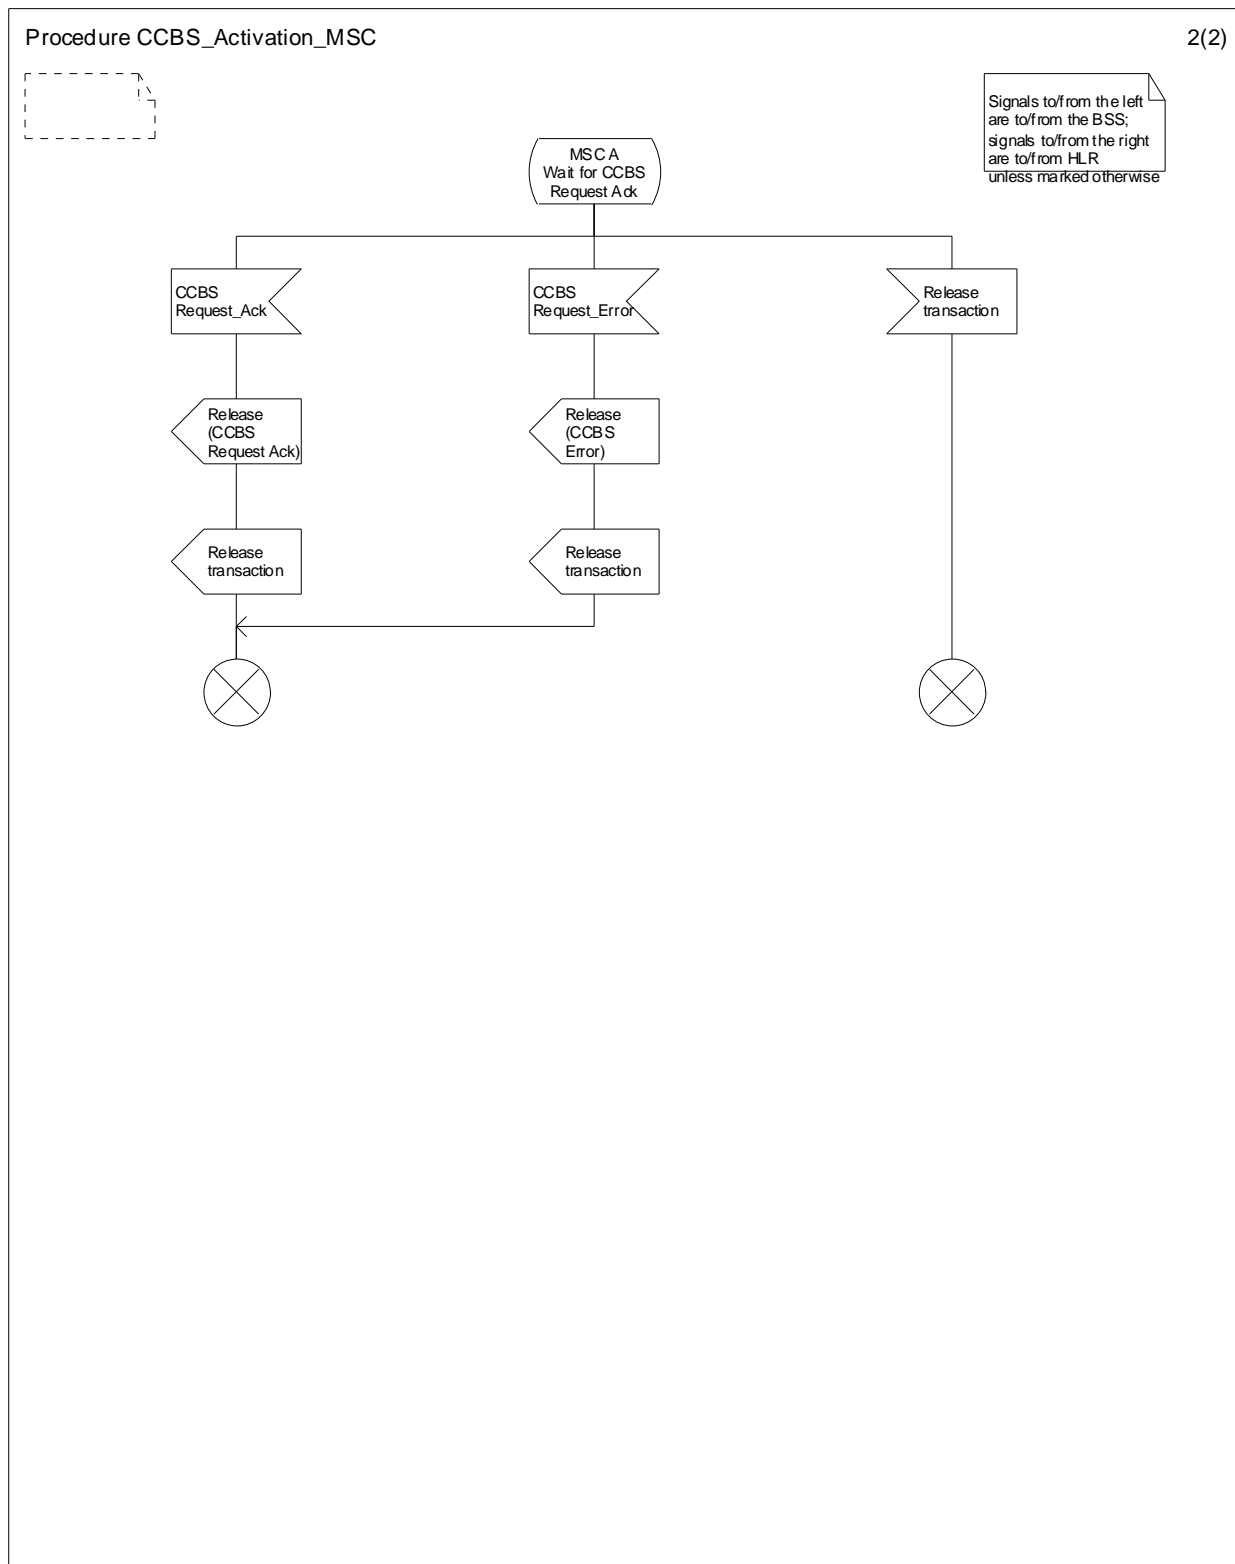 Procedure CCBS_Activation_MSC
2(2)
Signals to/from the left
are to/from the BSS;
signals to/from the right
are to/from HLR
unless marked otherwise
MSC A
Wait for CCBS
Request Ack
CCBS
Request_Ack
CCBS
Request_Error
Release
transaction
Release
(CCBS
Request Ack)
Release
(CCBS
Error)
Release
transaction
Release
transaction